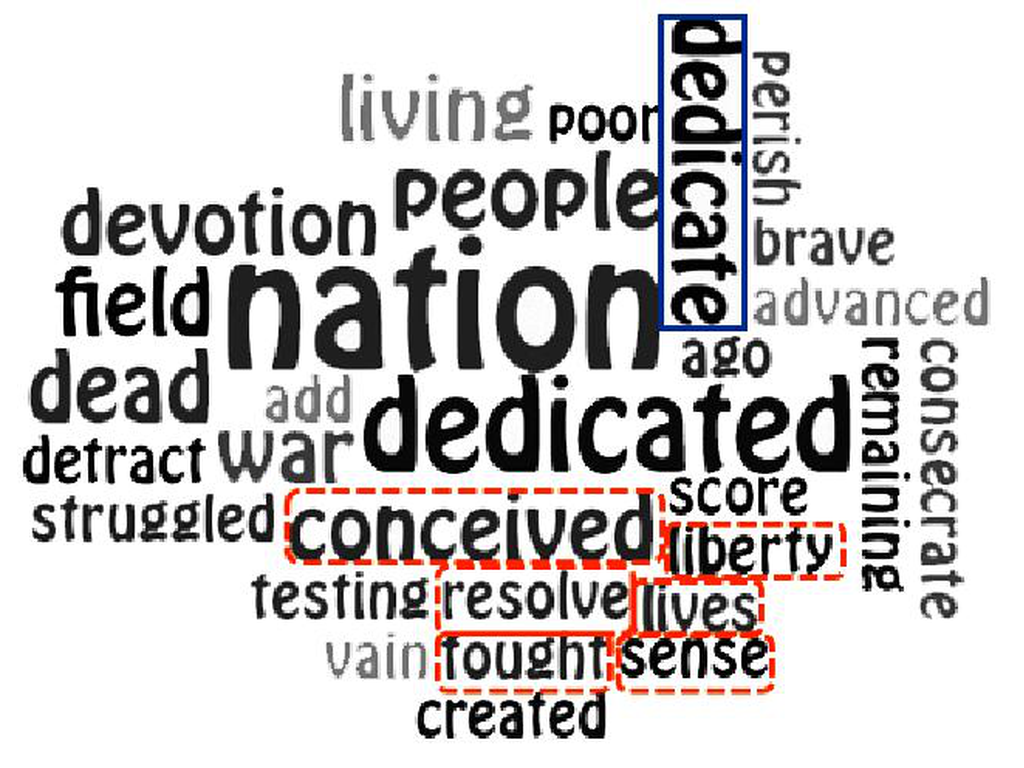 dedicate
perish
living
poor
people
devotion
brave
nation
field
advanced
ago
dead
add
dedicated
remaining
consecrate
detract
war
score
struggled
conceived
liberty
testing
resolve
lives
vain
fought
sense
created